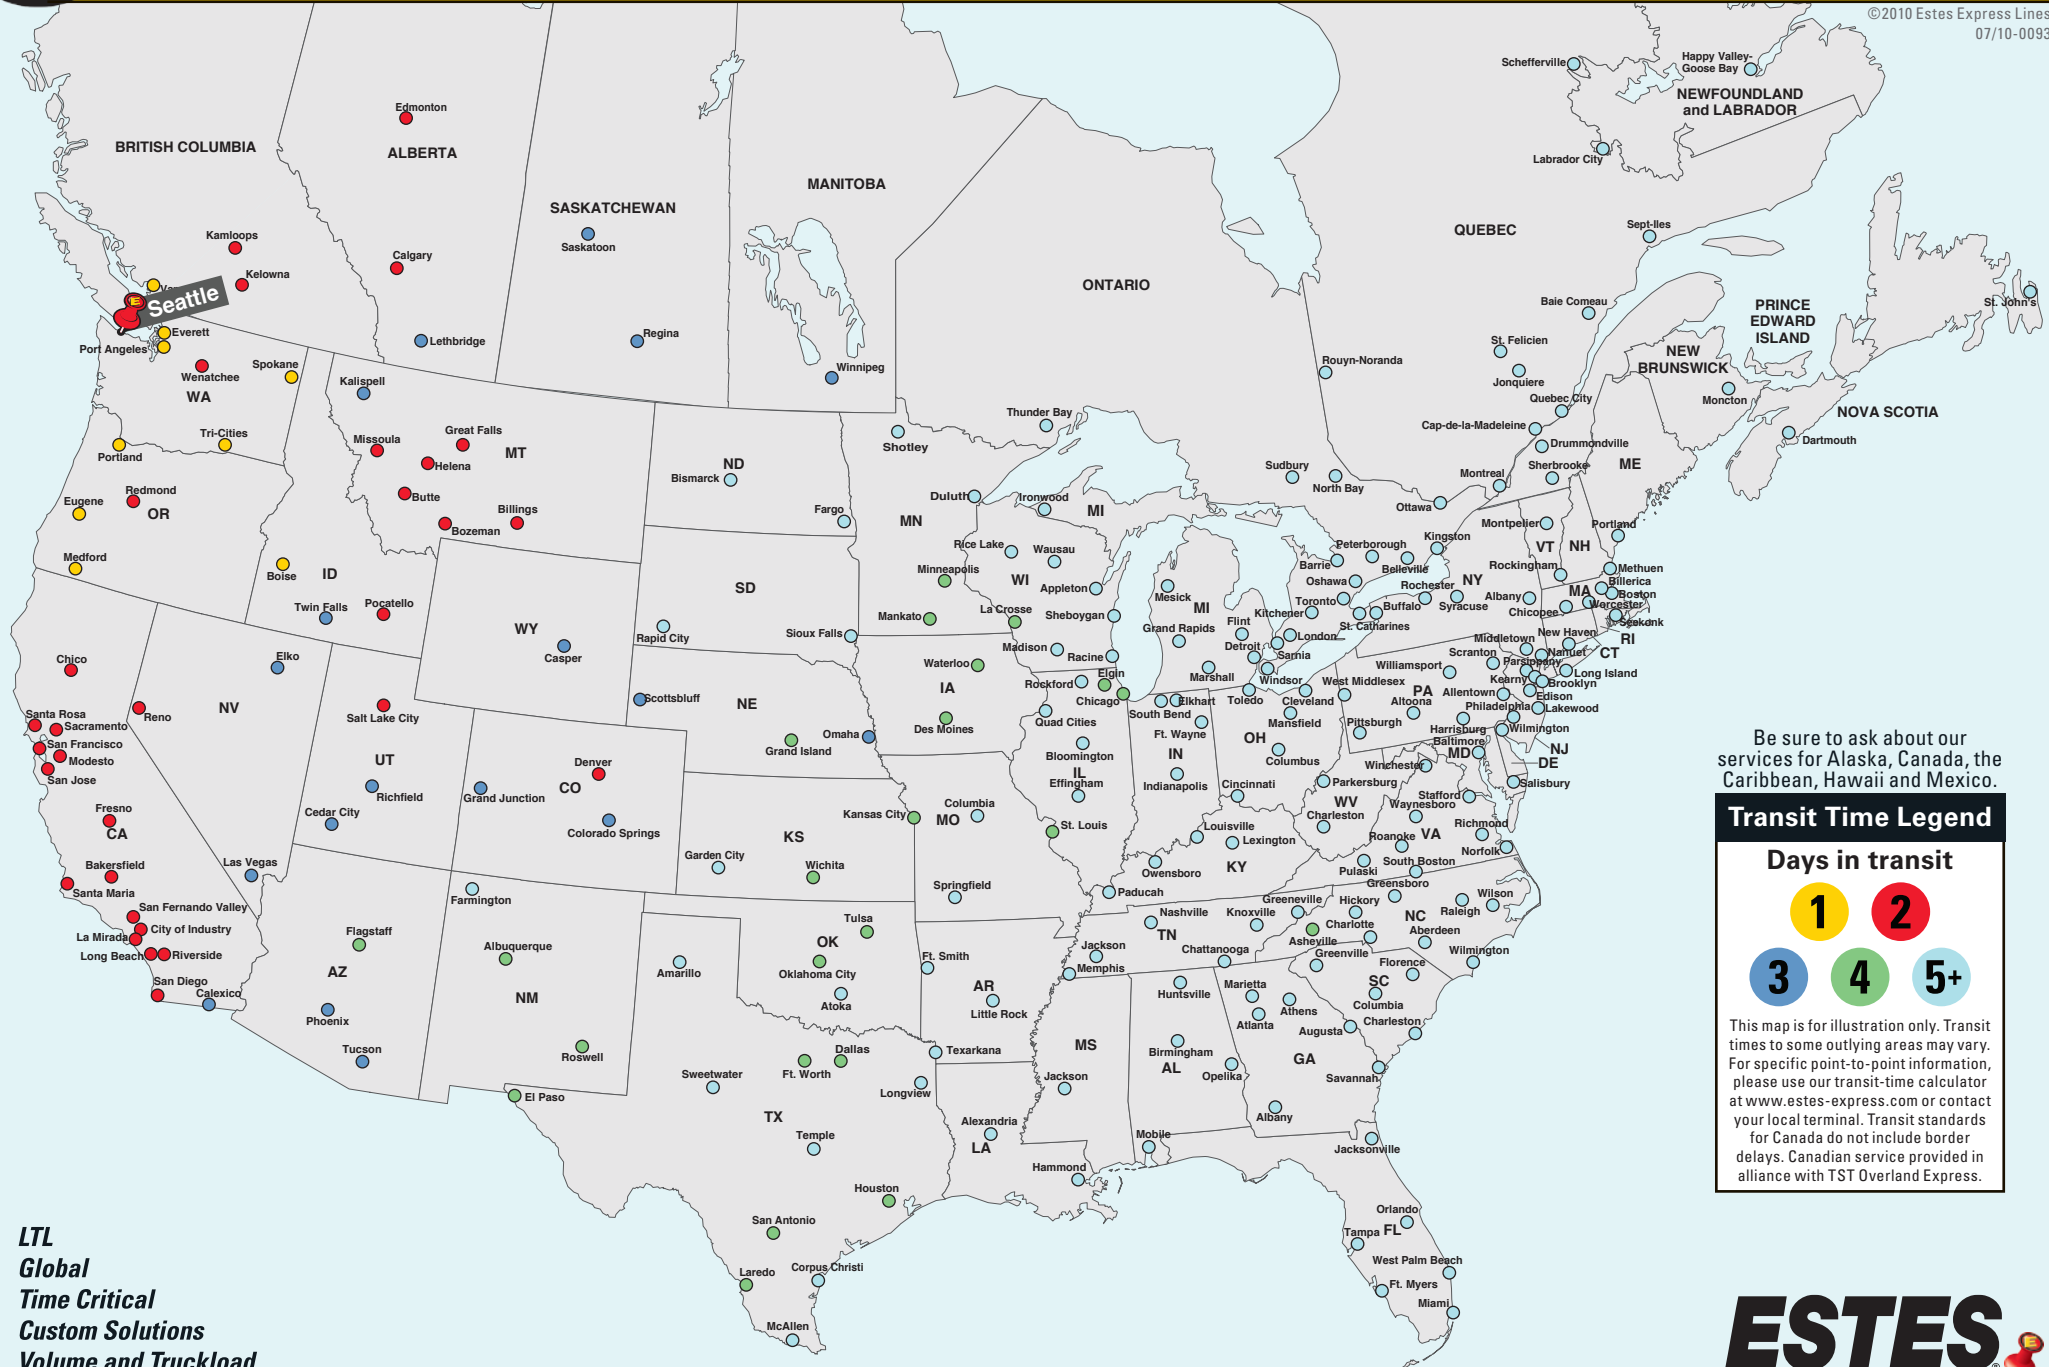 ©2010 Estes Express Lines
07/10-0093
Schefferville
Happy Valley-
Goose Bay
NEWFOUNDLAND
and LABRADOR
Labrador City
Edmonton
BRITISH COLUMBIA
ALBERTA
MANITOBA
SASKATCHEWAN
Saskatoon
QUEBEC
Sept-Iles
Kamloops
Calgary
Kelowna
ONTARIO
Seattle
Baie Comeau
PRINCE
EDWARD
ISLAND
St. John's
Everett
Port Angeles
Lethbridge
Regina
St. Felicien
Jonquiere
NEW
BRUNSWICK
Moncton
Rouyn-Noranda
Winnipeg
Wenatchee
Spokane
WA
Kalispell
Quebec City
NOVA SCOTIA
Dartmouth
Thunder Bay
Shotley
Cap-de-la-Madeleine
Drummondville
Tri-Cities
Portland
Missoula
Great Falls
MT
Helena
ND
Bismarck
Sudbury
North Bay
Montreal
Sherbrooke
ME
Eugene
Redmond
OR
Butte
Billings
Bozeman
Fargo
Duluth
Ironwood
MI
MN
Ottawa
Montpelier
Portland
VT
NH
Medford
Boise
ID
Rice Lake
Wausau
Minneapolis
WI
Appleton
Mesick
MI
Peterborough
Kingston
Barrie
Belleville
Oshawa
Rochester
NY
Rockingham
Methuen
Billerica
Boston
MA
Worcester
Seekonk
Twin Falls
Pocatello
SD
Mankato
La Crosse
Sheboygan
Toronto
Kitchener
Buffalo
Syracuse
Albany
Chicopee
RI
WY
Casper
Rapid City
Sioux Falls
Madison
Racine
Grand Rapids
Flint
Detroit
London
Sarnia
St. Catharines
Middletown
New Haven
CT
Nanuet
Chico
Elko
Waterloo
Rockford
Elgin
Chicago
Marshall
Windsor
Williamsport
Scranton
Parsippany
Long Island
Kearny
Brooklyn
Santa Rosa
Sacramento
Reno
NV
Salt Lake City
Scottsbluff
NE
IA
Des Moines
Quad Cities
South Bend
Elkhart
Toledo
Cleveland
West Middlesex
PA
Altoona
Allentown
Edison
Philadelphia
Lakewood
San Francisco
Modesto
San Jose
UT
Grand Island
Omaha
Bloomington
IL
Effingham
Ft. Wayne
IN
OH
Mansfield
Columbus
Pittsburgh
Harrisburg
Wilmington
Baltimore
MD
NJ
DE
Richfield
Grand Junction
Denver
CO
Indianapolis
Cincinnati
Parkersburg
Winchester
Salisbury
Fresno
CA
Cedar City
Colorado Springs
Kansas City
Columbia
MO
St. Louis
Louisville
Lexington
WV
Charleston
Stafford
Waynesboro
Richmond
VA
Roanoke
Norfolk
Bakersfield
Santa Maria
Las Vegas
KS
Garden City
Wichita
Springfield
Owensboro
KY
Pulaski
South Boston
Farmington
Paducah
Greensboro
San Fernando Valley
City of Industry
La Mirada
Long Beach
Riverside
Flagstaff
Albuquerque
Tulsa
OK
Nashville
TN
Knoxville
Greeneville
Hickory
Charlotte
NC
Raleigh
Wilson
Asheville
Aberdeen
AZ
NM
Amarillo
Oklahoma City
Ft. Smith
Jackson
Memphis
Chattanooga
Greenville
Florence
Wilmington
San Diego
Calexico
Phoenix
Atoka
AR
Little Rock
Huntsville
Marietta
Athens
SC
Columbia
Atlanta
Augusta
Charleston
Tucson
Roswell
Dallas
Ft. Worth
Texarkana
MS
Birmingham
AL
Opelika
GA
Savannah
El Paso
Sweetwater
Longview
Jackson
Albany
TX
Temple
Alexandria
LA
Hammond
Mobile
Jacksonville
Houston
San Antonio
Orlando
Tampa
FL
Laredo
Corpus Christi
West Palm Beach
Ft. Myers
Miami
McAllen
Be sure to ask about our
services for Alaska, Canada, the
Caribbean, Hawaii and Mexico.
Transit Time Legend
Days in transit
1 2
3 4 5+
This map is for illustration only. Transit
times to some outlying areas may vary.
For specific point-to-point information,
please use our transit-time calculator
at www.estes-express.com or contact
your local terminal. Transit standards
for Canada do not include border
delays. Canadian service provided in
alliance with TST Overland Express.
LTL
Global
Time Critical
Custom Solutions
Volume and Truckload
ESTES